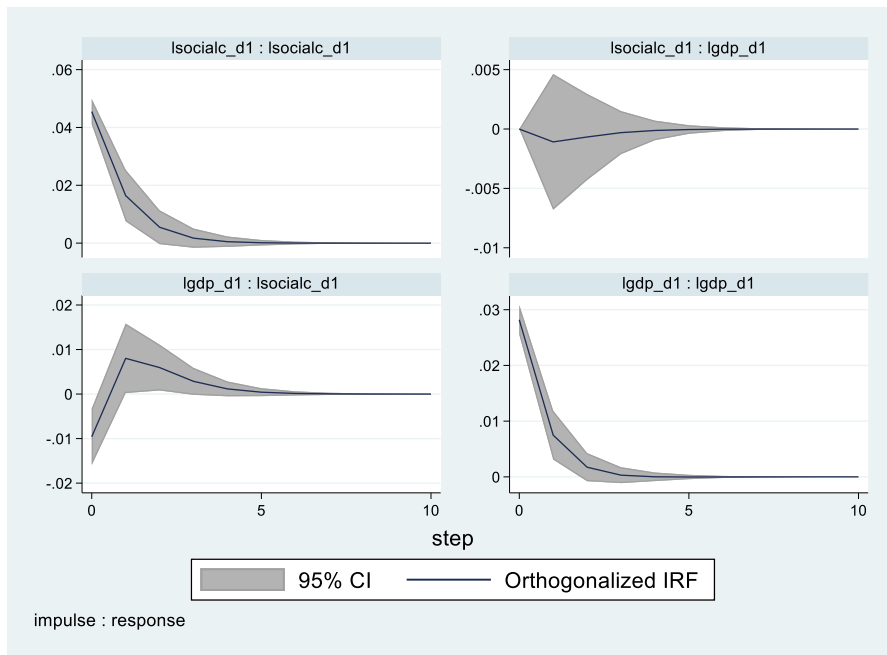 lsocialc_d1 : lsocialc_d1
.06
.04
.02
0
lsocialc_d1 : lgdp_d1
.005
0
-.005
-.01
lgdp_d1 : lsocialc_d1
.02
.01
0
-.01
-.02
0 5 10
lgdp_d1 : lgdp_d1
.03
.02
.01
0
0 5 10
step
95% CI Orthogonalized IRF
impulse : response